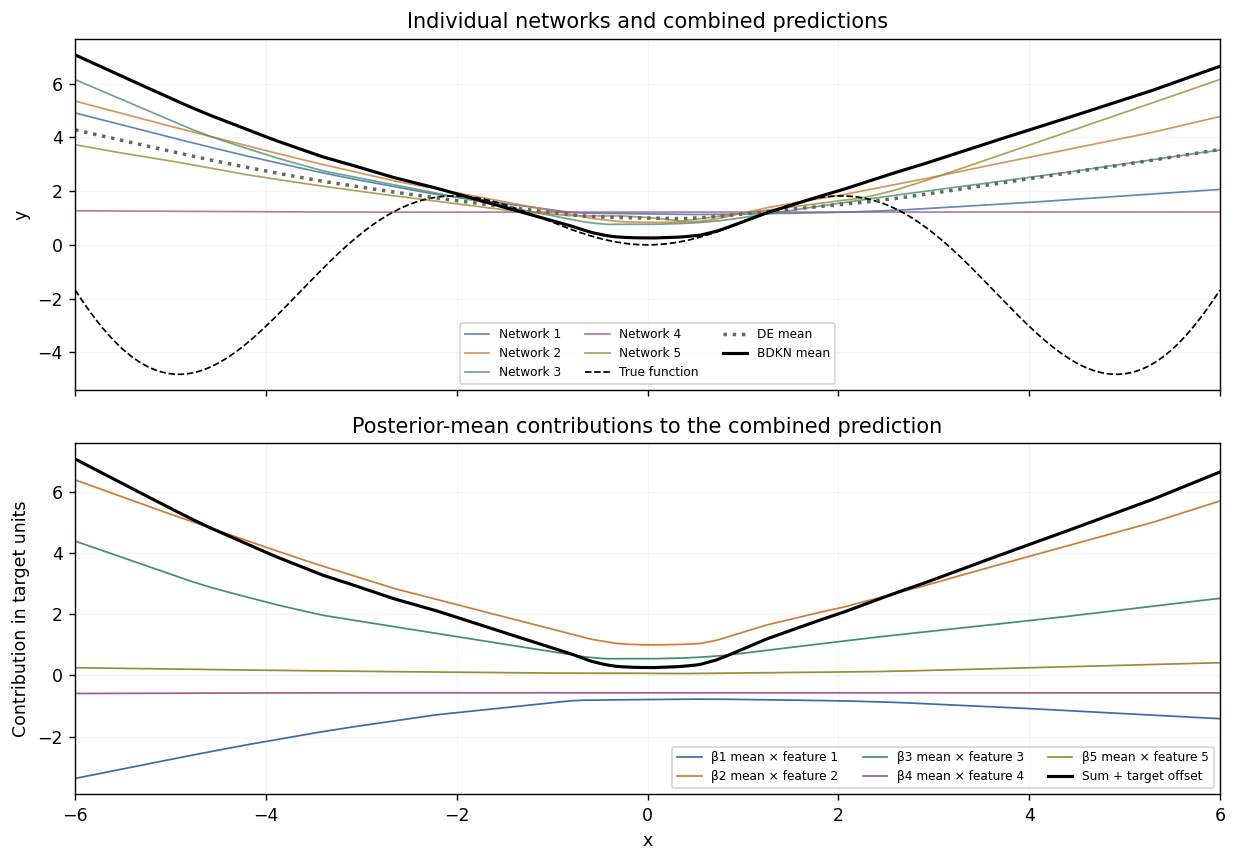 Individual networks and combined predictions
y
6
4
2
0
−2
−4
Network 1
Network 2
Network 3
Network 4
Network 5
True function
DE mean
BDKN mean
Posterior-mean contributions to the combined prediction
Contribution in target units
6
4
2
0
−2
β1 mean × feature 1
β2 mean × feature 2
β3 mean × feature 3
β4 mean × feature 4
β5 mean × feature 5
Sum + target offset
−6
−4
−2
0
2
4
6
x